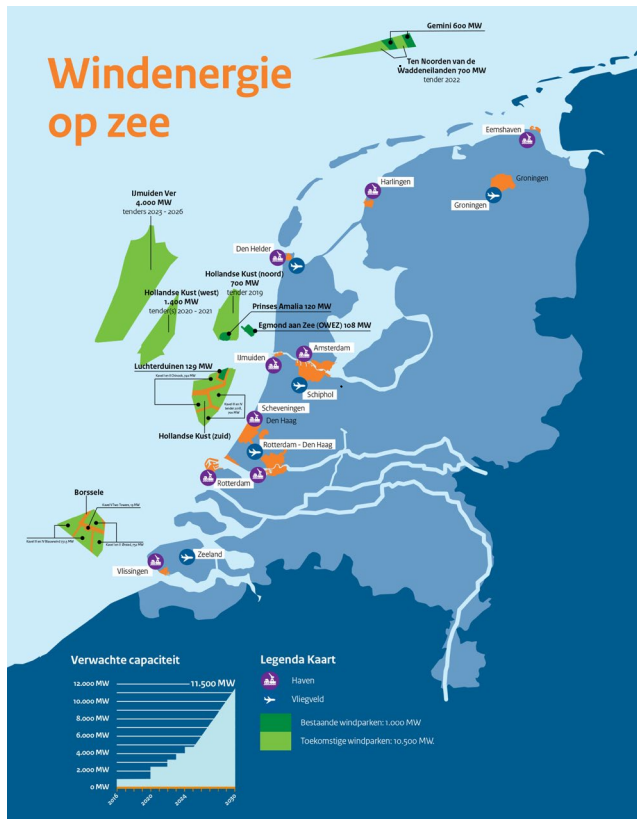 Windenergie
op zee
Gemini 600 MW
Ten Noorden van de
Waddeneilanden 700 MW
tender 2022
Eemshaven
Groningen
Groningen
Harlingen
IJmuiden Ver
4.000 MW
tenders 2023 - 2026
Den Helder
Hollandse Kust (noord)
700 MW
tender 2019
Hollandse Kust (west)
1.400 MW
tender(s) 2020 - 2021
Prinses Amalia 120 MW
Egmond aan Zee (OWEZ) 108 MW
Amsterdam
IJmuiden
Luchterduinen 129 MW
Schiphol
Scheveningen
Den Haag
Hollandse Kust (zuid)
Rotterdam - Den Haag
Rotterdam
Borssele
Zeeland
Vlissingen
Verwachte capaciteit
12.000 MW
10.000 MW
8.000 MW
6.000 MW
4.000 MW
2.000 MW
0 MW
11.500 MW
2018
2020
2024
2030
Legenda Kaart
Haven
Vliegveld
Bestaande windparken: 1.000 MW
Toekomstige windparken: 10.500 MW.